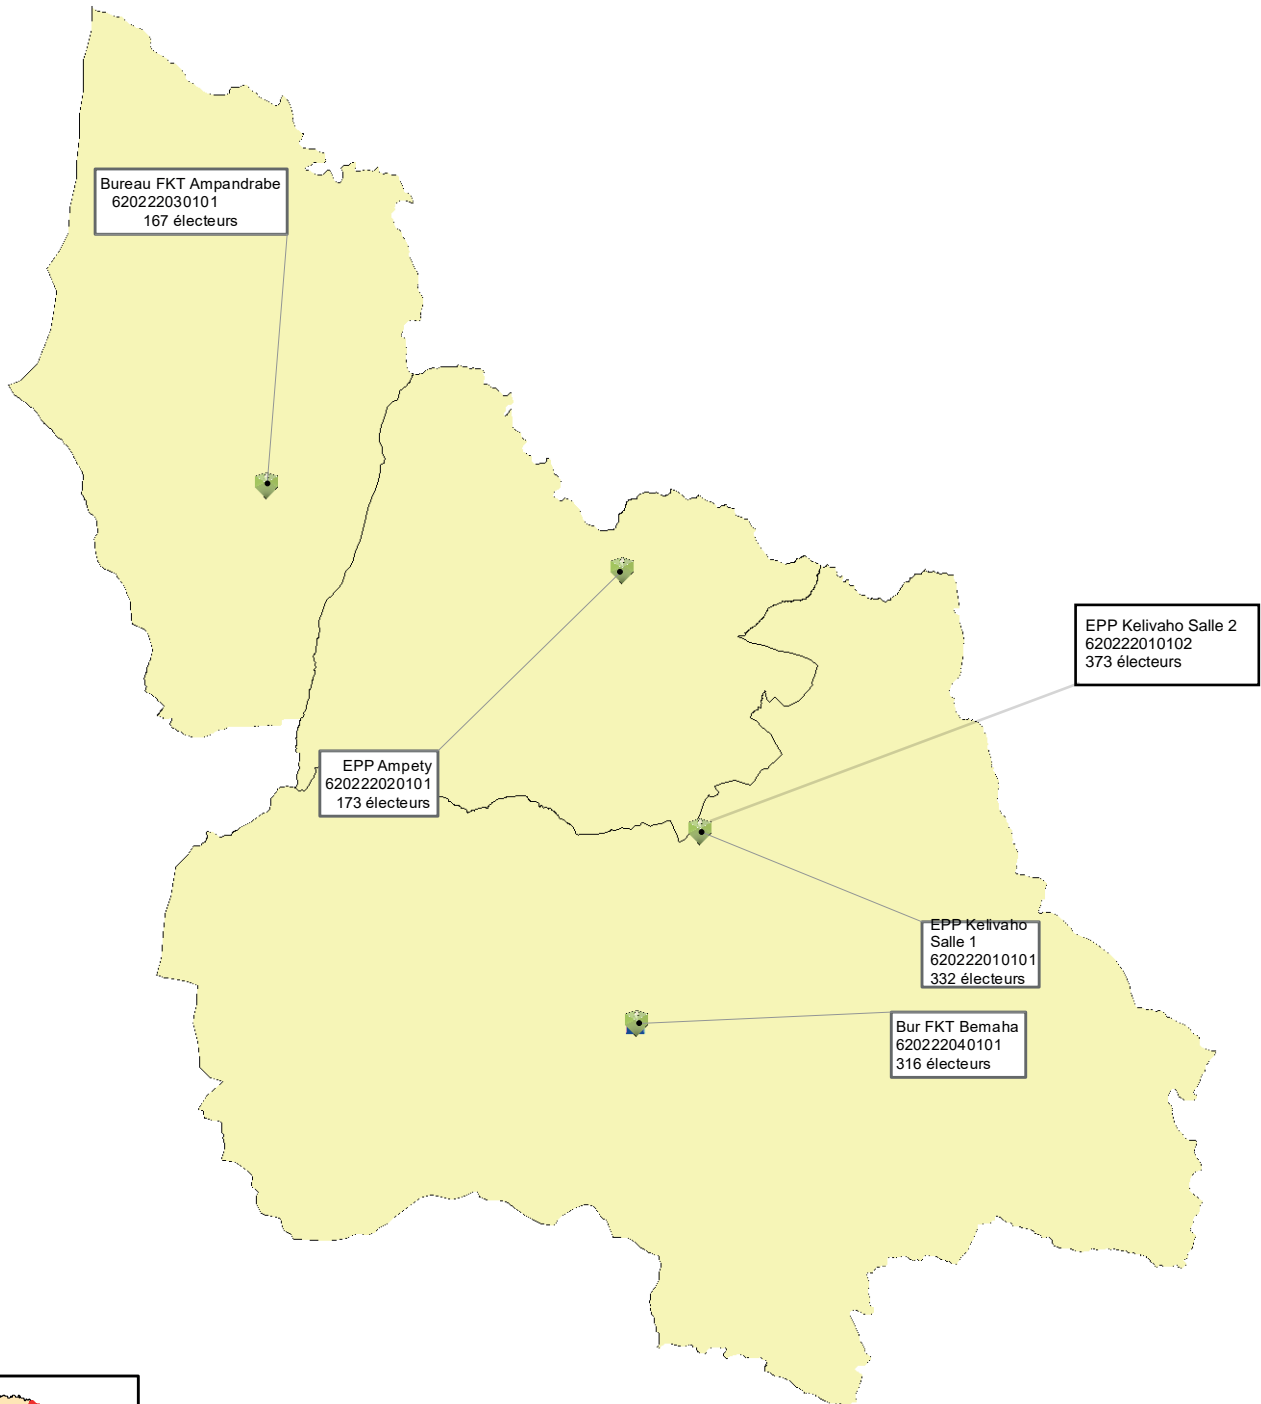 Bureau FKT Ampandrabe
620222030101
167 électeurs
EPP Kelivaho Salle 2
620222010102
373 électeurs
EPP Ampety
620222020101
173 électeurs
EPP Kelivaho
Salle 1
620222010101
332 électeurs
Bur FKT Bemaha
620222040101
316 électeurs